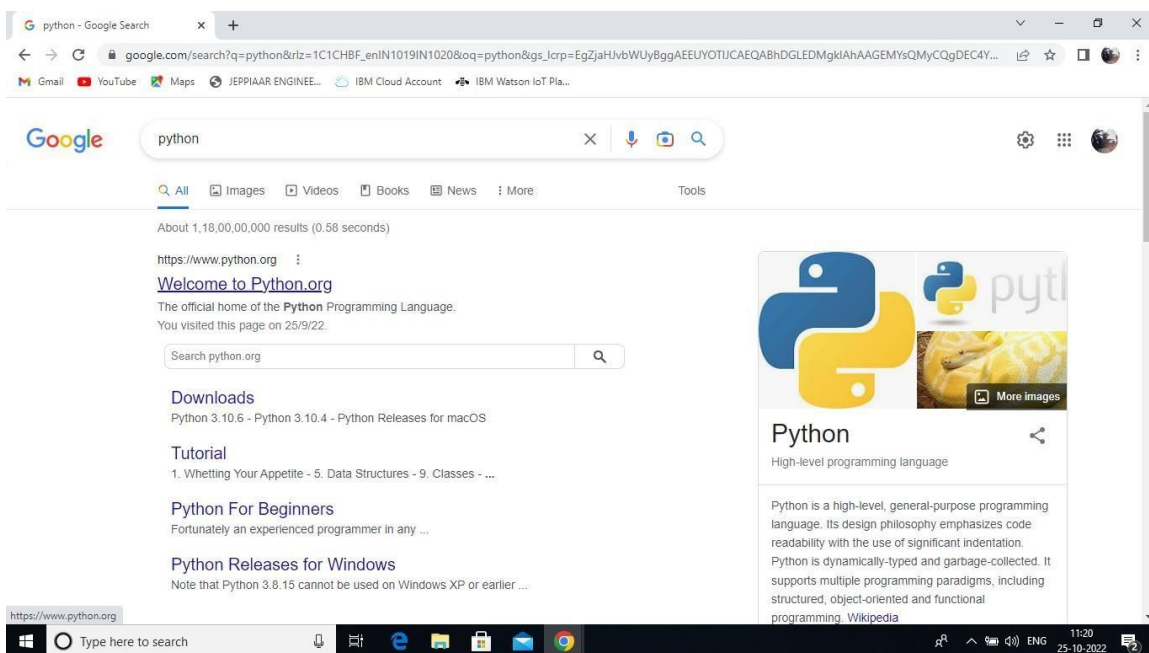 python - Google Search
google.com/search?q=python&rlz=1C1CHBF_enIN1019IN1020&oq=python&gs_lcrp=EgZjaHJvbWUyBggAEEUYOTIJCAEQABhDGLEDMgkIAhAAGEMYsQMyCQgDEC4Y...
Gmail YouTube Maps JEPPIAAR ENGINEE... IBM Cloud Account IBM Watson IoT Pla...
Google python
All Images Videos Books News More Tools
About 1,18,00,00,000 results (0.58 seconds)
https://www.python.org
Welcome to Python.org
The official home of the Python Programming Language.
You visited this page on 25/9/22.
Search python.org
Downloads
Python 3.10.6 - Python 3.10.4 - Python Releases for macOS
Tutorial
1. Whetting Your Appetite - 5. Data Structures - 9. Classes - ...
Python For Beginners
Fortunately an experienced programmer in any ...
Python Releases for Windows
Note that Python 3.8.15 cannot be used on Windows XP or earlier ...
pytl
More images
Python
High-level programming language
Python is a high-level, general-purpose programming
language. Its design philosophy emphasizes code
readability with the use of significant indentation.
Python is dynamically-typed and garbage-collected. It
supports multiple programming paradigms, including
structured, object-oriented and functional
programming. Wikipedia
https://www.python.org
Type here to search
ENG
11:20
25-10-2022
2